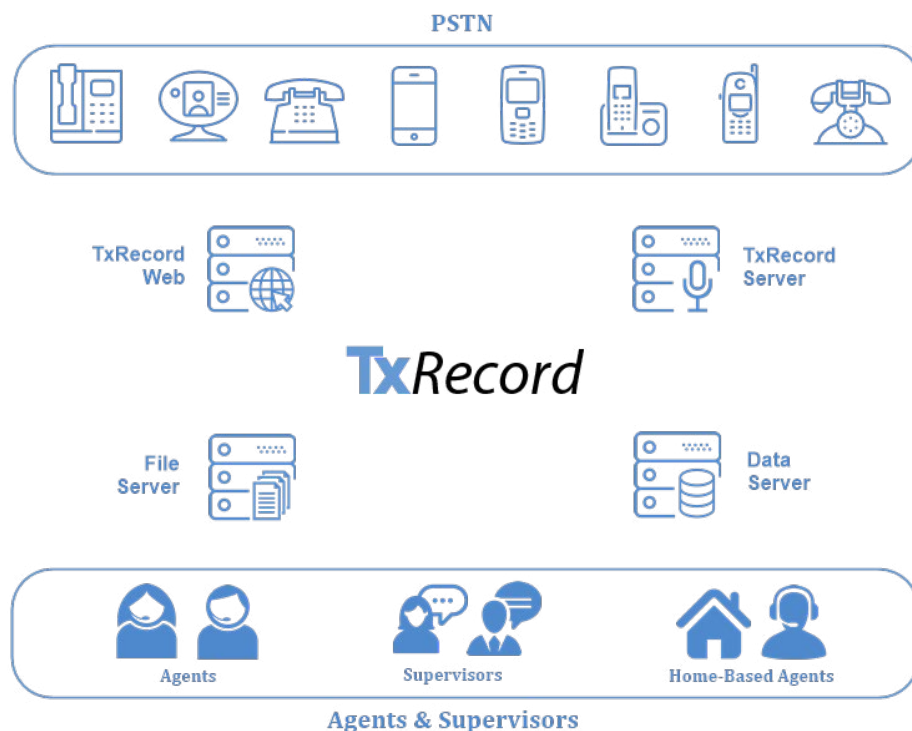 PSTN
TxRecord
Web
TxRecord
Server
TxRecord
File
Server
Data
Server
Agents
Supervisors
Home-Based Agents
Agents & Supervisors